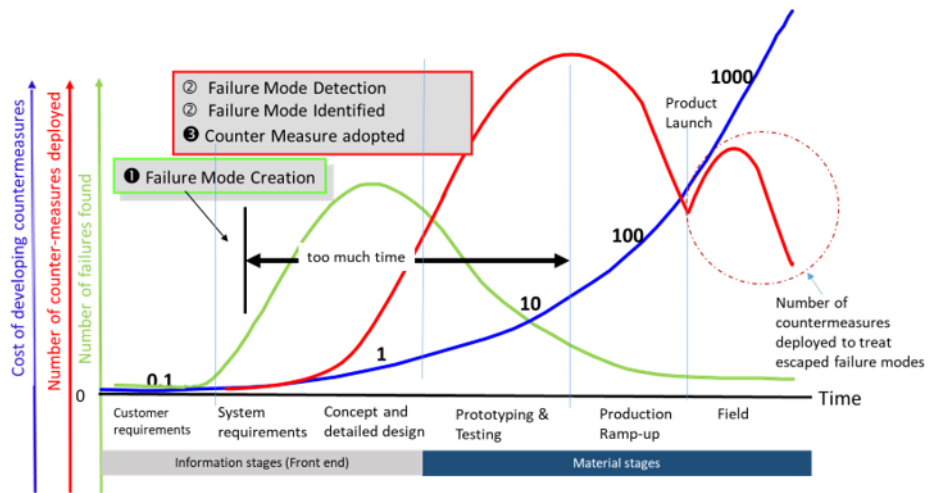 Cost of developing countermeasures
Number of counter-measures deployed
Number of failures found
② Failure Mode Detection
② Failure Mode Identified
❸ Counter Measure adopted
❶ Failure Mode Creation
too much time
Product
Launch
1000
100
10
1
0.1
0
Number of
countermeasures
deployed to treat
escaped failure modes
Time
Customer
requirements
System
requirements
Concept and
detailed design
Prototyping &
Testing
Production
Ramp-up
Field
Information stages (Front end)
Material stages